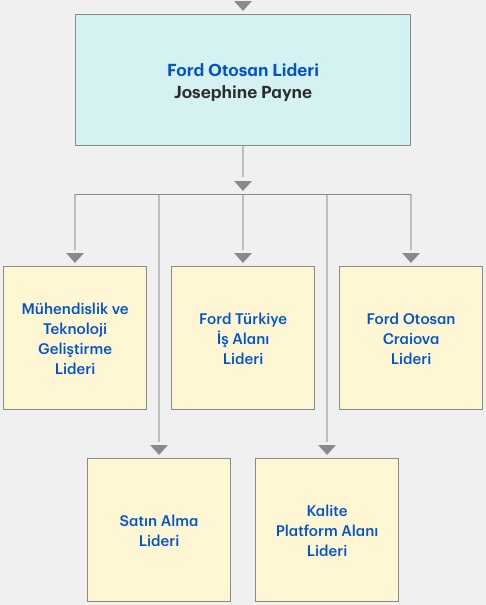 Ford Otosan Lideri
Josephine Payne
Mühendislik ve
Teknoloji
Geliştirme
Lideri
Ford Türkiye
İş Alanı
Lideri
Ford Otosan
Craiova
Lideri
Satın Alma
Lideri
Kalite
Platform Alanı
Lideri